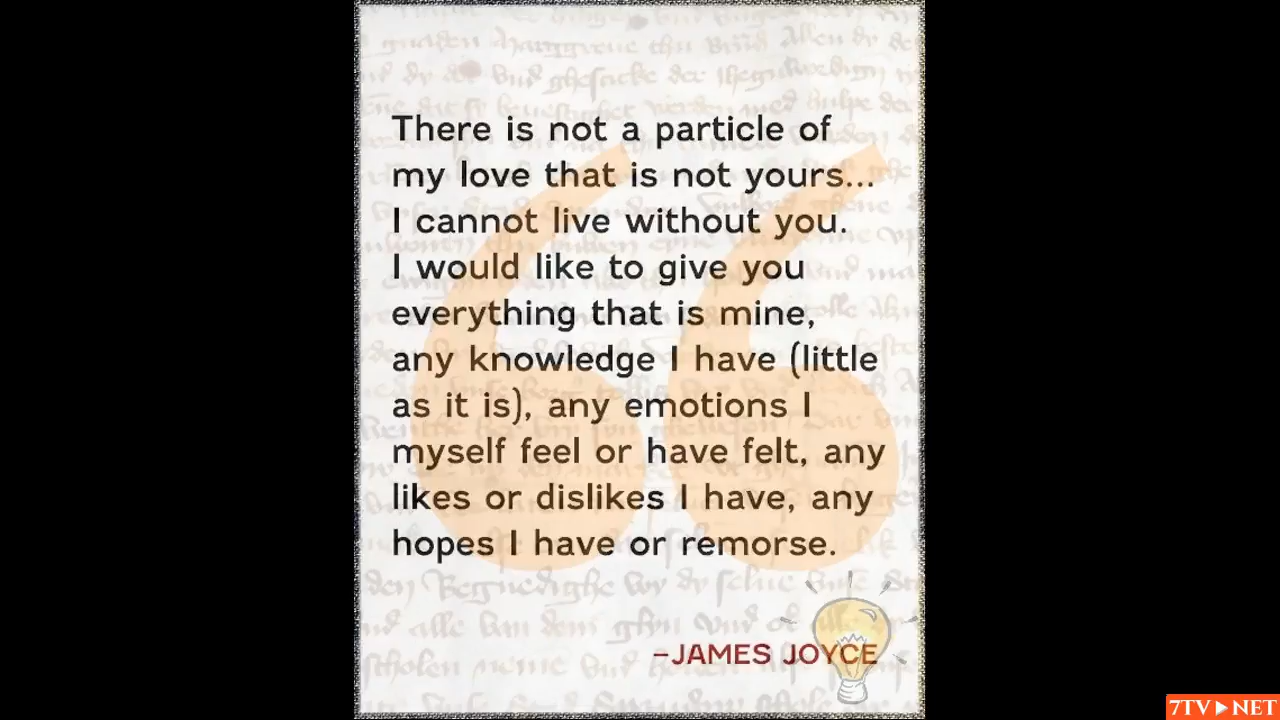 There is not a particle of
my love that is not yours...
I cannot live without you.
I would like to give you
everything that is mine,
any knowledge I have (little
as it is), any emotions I
myself feel or have felt, any
likes or dislikes I have, any
hopes I have or remorse.
–JAMES JOYCE
7TV NET